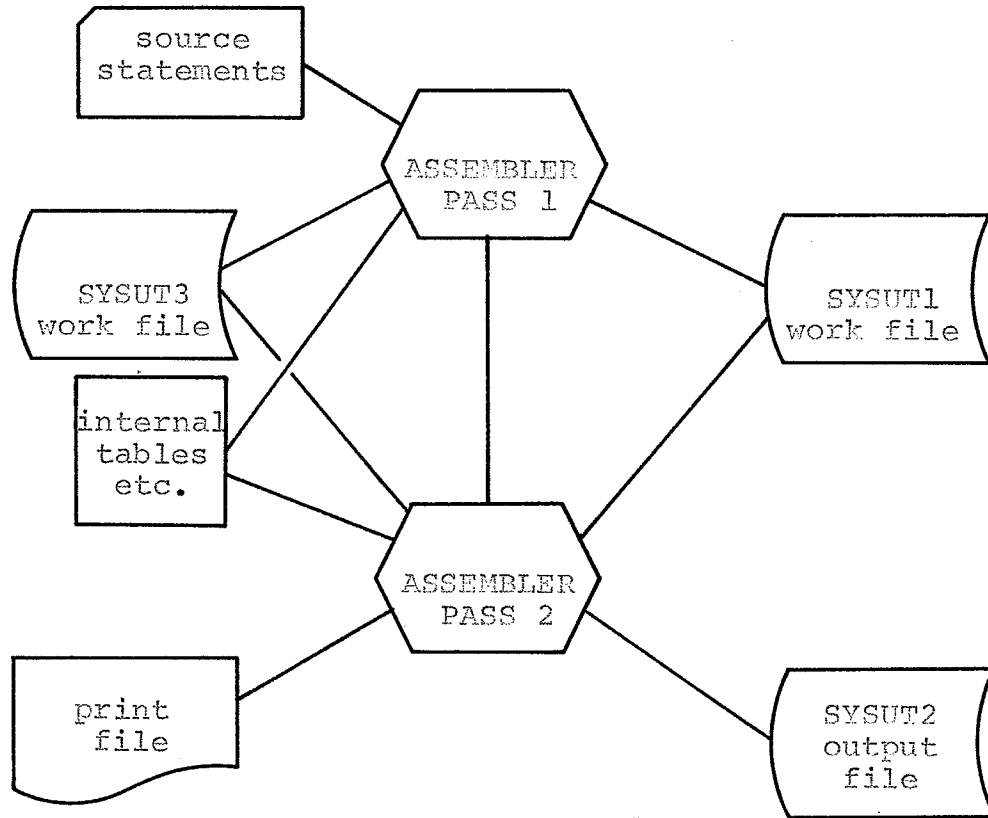 source
statements
ASSEMBLER
PASS 1
SYSUT3
work file
SYSUT1
work file
internal
tables
etc.
ASSEMBLER
PASS 2
print
file
SYSUT2
output
file